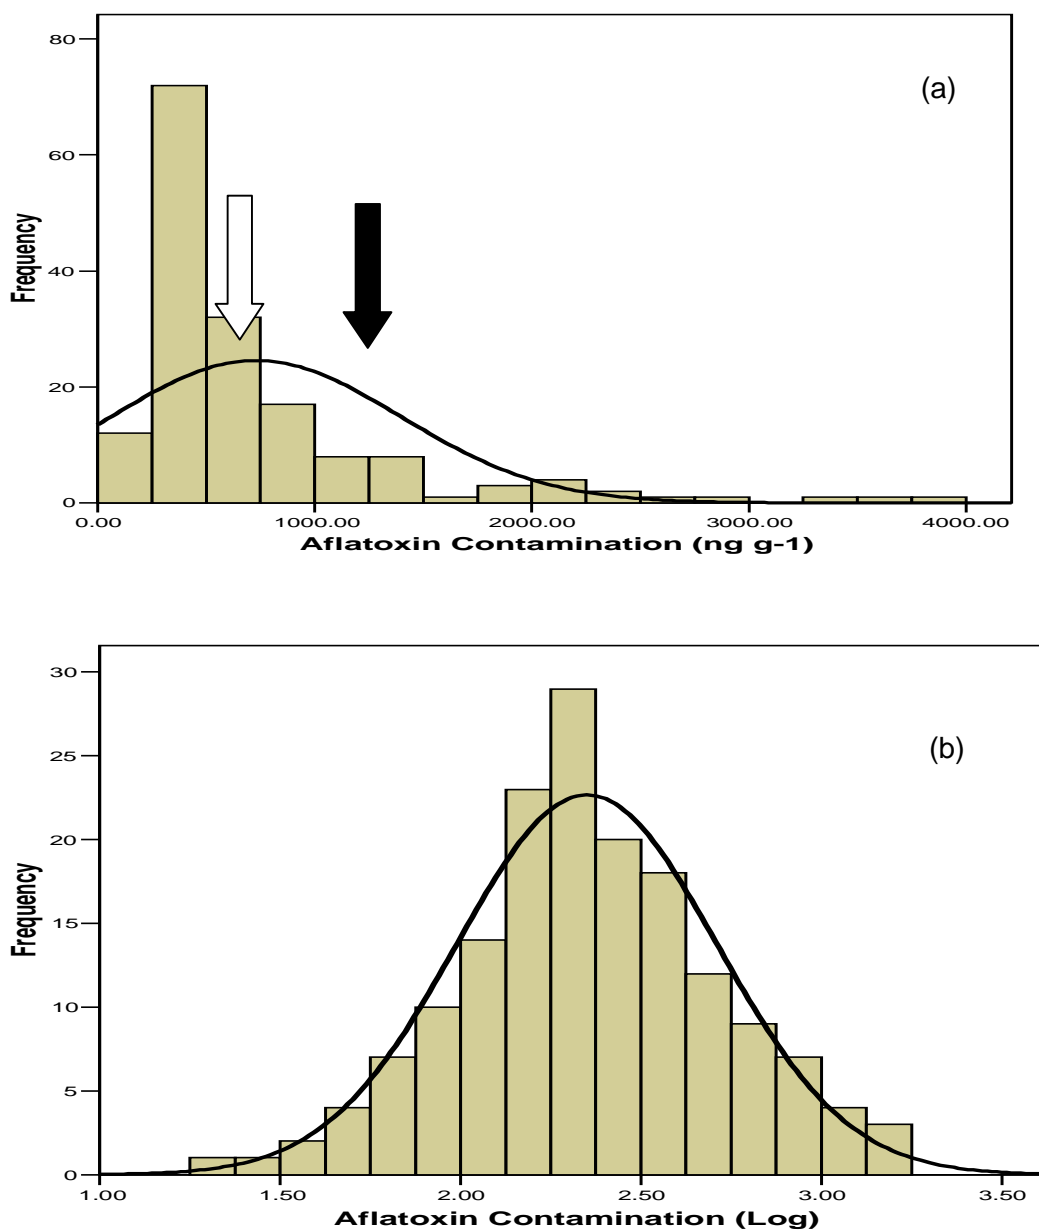 80
(a)
60
Frequency
40
20
0
0.00 1000.00 2000.00 3000.00 4000.00
Aflatoxin Contamination (ng g-1)
30
(b)
25
20
Frequency
15
10
5
0
1.00 1.50 2.00 2.50 3.00 3.50
Aflatoxin Contamination (Log)